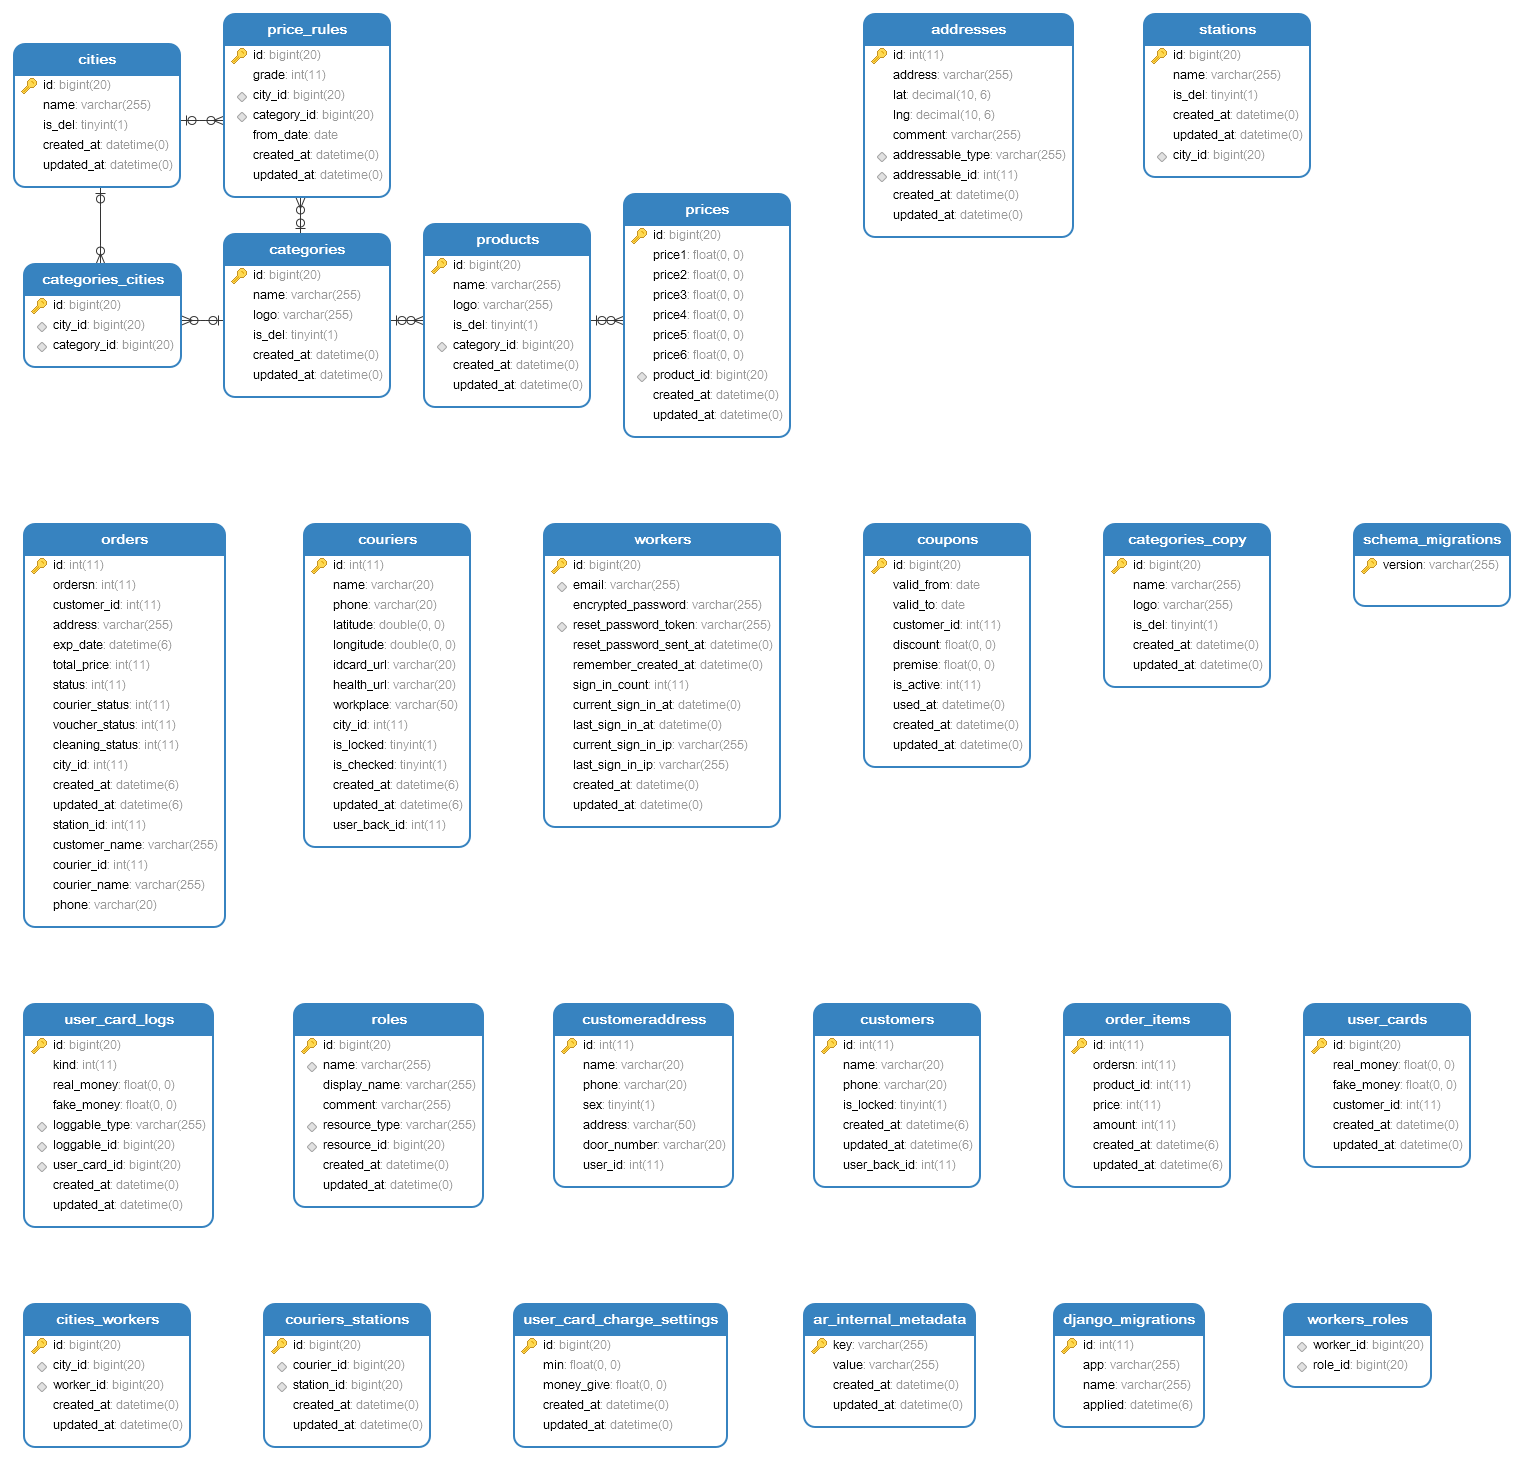 cities
id: bigint(20)
name: varchar(255)
is_del: tinyint(1)
created_at: datetime(0)
updated_at: datetime(0)
price_rules
id: bigint(20)
grade: int(11)
city_id: bigint(20)
category_id: bigint(20)
from_date: date
created_at: datetime(0)
updated_at: datetime(0)
addresses
id: int(11)
address: varchar(255)
lat: decimal(10, 6)
lng: decimal(10, 6)
comment: varchar(255)
addressable_type: varchar(255)
addressable_id: int(11)
created_at: datetime(0)
updated_at: datetime(0)
stations
id: bigint(20)
name: varchar(255)
is_del: tinyint(1)
created_at: datetime(0)
updated_at: datetime(0)
city_id: bigint(20)
categories_cities
id: bigint(20)
city_id: bigint(20)
category_id: bigint(20)
categories
id: bigint(20)
name: varchar(255)
logo: varchar(255)
is_del: tinyint(1)
created_at: datetime(0)
updated_at: datetime(0)
products
id: bigint(20)
name: varchar(255)
logo: varchar(255)
is_del: tinyint(1)
category_id: bigint(20)
created_at: datetime(0)
updated_at: datetime(0)
prices
id: bigint(20)
price1: float(0, 0)
price2: float(0, 0)
price3: float(0, 0)
price4: float(0, 0)
price5: float(0, 0)
price6: float(0, 0)
product_id: bigint(20)
created_at: datetime(0)
updated_at: datetime(0)
orders
id: int(11)
ordersn: int(11)
customer_id: int(11)
address: varchar(255)
exp_date: datetime(6)
total_price: int(11)
status: int(11)
courier_status: int(11)
voucher_status: int(11)
cleaning_status: int(11)
city_id: int(11)
created_at: datetime(6)
updated_at: datetime(6)
station_id: int(11)
customer_name: varchar(255)
courier_id: int(11)
courier_name: varchar(255)
phone: varchar(20)
couriers
id: int(11)
name: varchar(20)
phone: varchar(20)
latitude: double(0, 0)
longitude: double(0, 0)
idcard_url: varchar(20)
health_url: varchar(20)
workplace: varchar(50)
city_id: int(11)
is_locked: tinyint(1)
is_checked: tinyint(1)
created_at: datetime(6)
updated_at: datetime(6)
user_back_id: int(11)
workers
id: bigint(20)
email: varchar(255)
encrypted_password: varchar(255)
reset_password_token: varchar(255)
reset_password_sent_at: datetime(0)
remember_created_at: datetime(0)
sign_in_count: int(11)
current_sign_in_at: datetime(0)
last_sign_in_at: datetime(0)
current_sign_in_ip: varchar(255)
last_sign_in_ip: varchar(255)
created_at: datetime(0)
updated_at: datetime(0)
coupons
id: bigint(20)
valid_from: date
valid_to: date
customer_id: int(11)
discount: float(0, 0)
premise: float(0, 0)
is_active: int(11)
used_at: datetime(0)
created_at: datetime(0)
updated_at: datetime(0)
categories_copy
id: bigint(20)
name: varchar(255)
logo: varchar(255)
is_del: tinyint(1)
created_at: datetime(0)
updated_at: datetime(0)
schema_migrations
version: varchar(255)
user_card_logs
id: bigint(20)
kind: int(11)
real_money: float(0, 0)
fake_money: float(0, 0)
loggable_type: varchar(255)
loggable_id: bigint(20)
user_card_id: bigint(20)
created_at: datetime(0)
updated_at: datetime(0)
roles
id: bigint(20)
name: varchar(255)
display_name: varchar(255)
comment: varchar(255)
resource_type: varchar(255)
resource_id: bigint(20)
created_at: datetime(0)
updated_at: datetime(0)
customeraddress
id: int(11)
name: varchar(20)
phone: varchar(20)
sex: tinyint(1)
address: varchar(50)
door_number: varchar(20)
user_id: int(11)
customers
id: int(11)
name: varchar(20)
phone: varchar(20)
is_locked: tinyint(1)
created_at: datetime(6)
updated_at: datetime(6)
user_back_id: int(11)
order_items
id: int(11)
ordersn: int(11)
product_id: int(11)
price: int(11)
amount: int(11)
created_at: datetime(6)
updated_at: datetime(6)
user_cards
id: bigint(20)
real_money: float(0, 0)
fake_money: float(0, 0)
customer_id: int(11)
created_at: datetime(0)
updated_at: datetime(0)
cities_workers
id: bigint(20)
city_id: bigint(20)
worker_id: bigint(20)
created_at: datetime(0)
updated_at: datetime(0)
couriers_stations
id: bigint(20)
courier_id: bigint(20)
station_id: bigint(20)
created_at: datetime(0)
updated_at: datetime(0)
user_card_charge_settings
id: bigint(20)
min: float(0, 0)
money_give: float(0, 0)
created_at: datetime(0)
updated_at: datetime(0)
ar_internal_metadata
key: varchar(255)
value: varchar(255)
created_at: datetime(0)
updated_at: datetime(0)
django_migrations
id: int(11)
app: varchar(255)
name: varchar(255)
applied: datetime(6)
workers_roles
worker_id: bigint(20)
role_id: bigint(20)